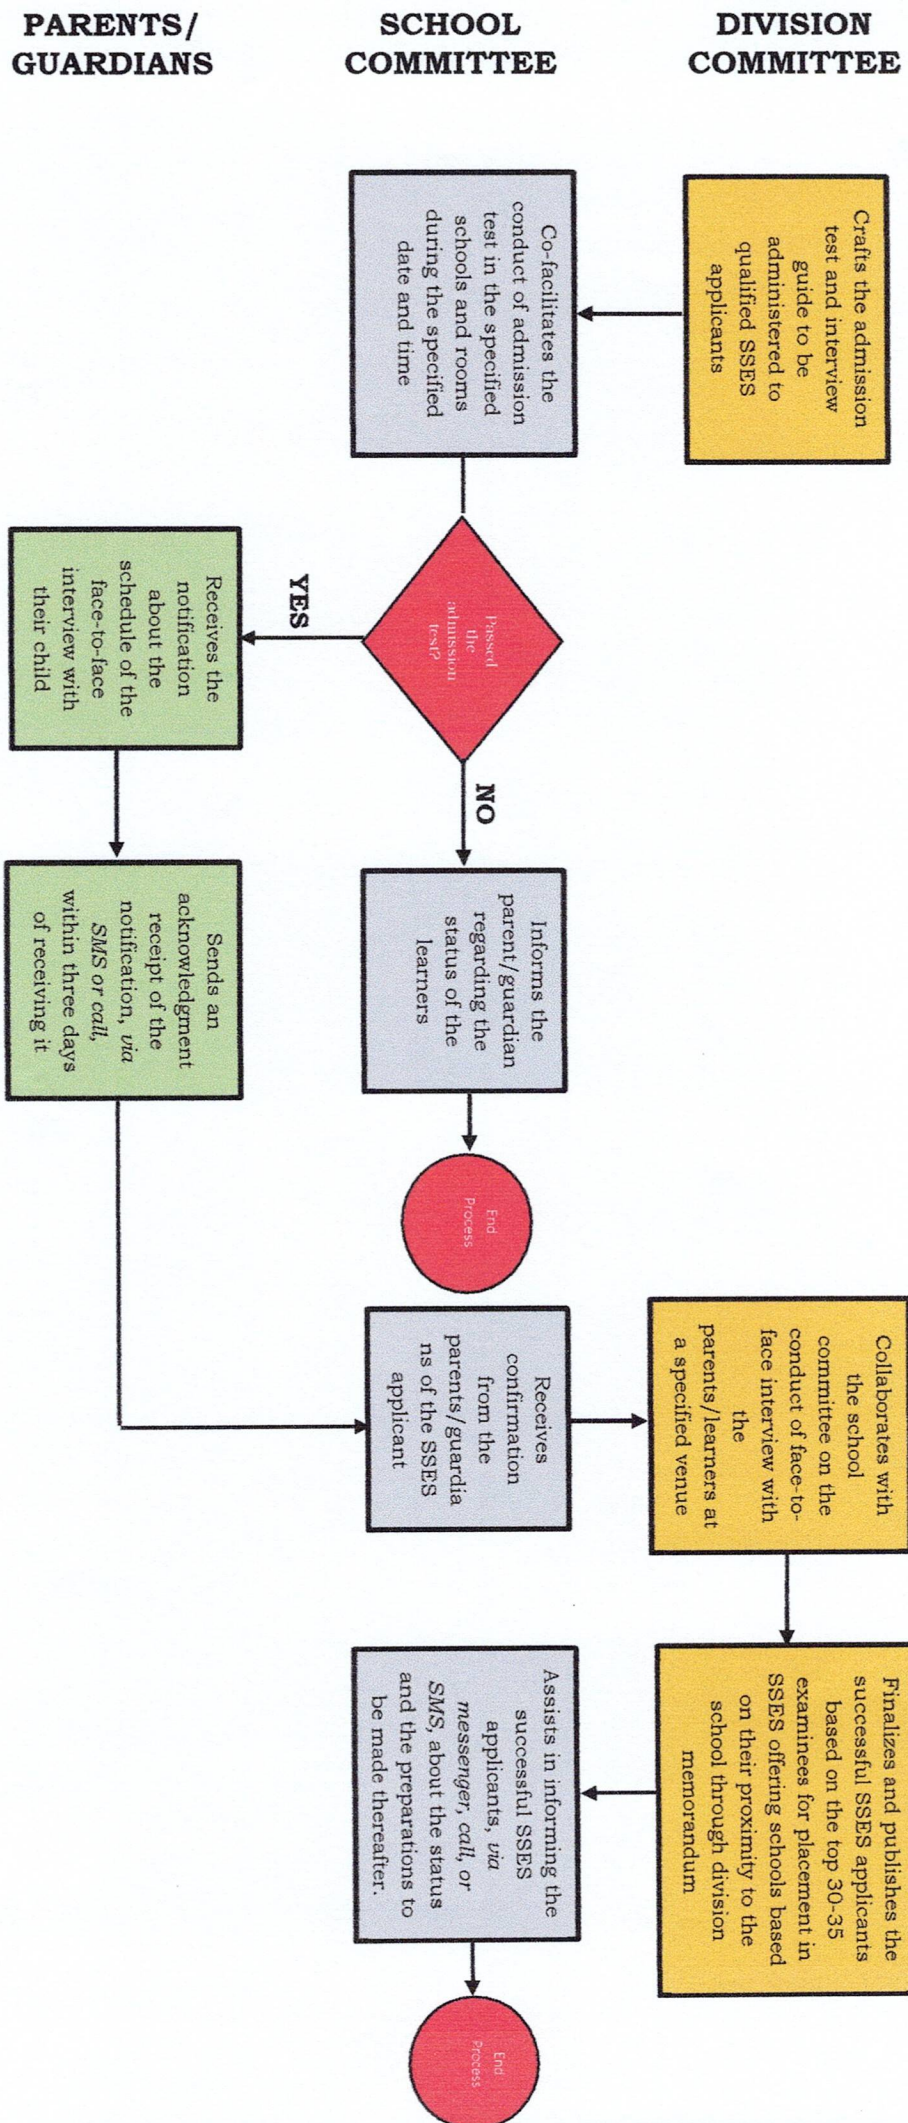 PARENTS/
GUARDIANS
SCHOOL
COMMITTEE
DIVISION
COMMITTEE
Crafts the admission
test and interview
guide to be
administered to
qualified SSES
applicants
Co-facilitates the
conduct of admission
test in the specified
schools and rooms
during the specified
date and time
Passed
the
admission
test?
YES
NO
Receives the
notification
about the
schedule of the
face-to-face
interview with
their child
Sends an
acknowledgment
receipt of the
notification, via
SMS or call,
within three days
of receiving it
Informs the
parent/guardian
regarding the
status of the
learners
End
Process
Receives
confirmation
from the
parents/guardia
ns of the SSES
applicant
Collaborates with
the school
committee on the
conduct of face-to-
face interview with
the
parents/learners at
a specified venue
Finalizes and publishes the
successful SSES applicants
based on the top 30-35
examinees for placement in
SSES offering schools based
on their proximity to the
school through division
memorandum
Assists in informing the
successful SSES
applicants, via
messenger, call, or
SMS, about the status
and the preparations to
be made thereafter.
End
Process